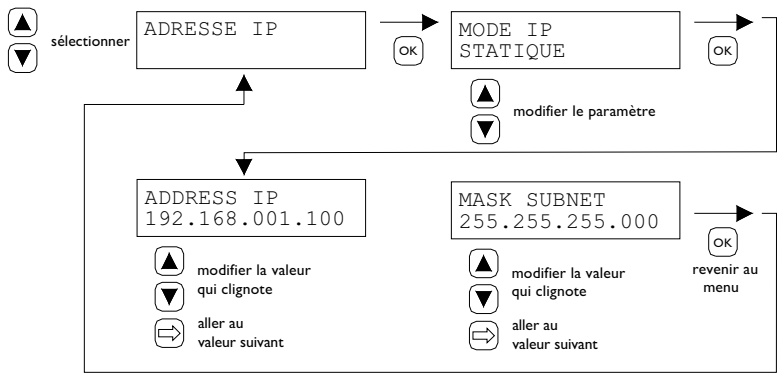 sélectionner
ADRESSE IP
OK
MODE IP
STATIQUE
OK
modifier le paramètre
ADDRESS IP
192.168.001.100
modifier la valeur
qui clignote
aller au
valeur suivant
MASK SUBNET
255.255.255.000
modifier la valeur
qui clignote
aller au
valeur suivant
OK
revenir au
menu